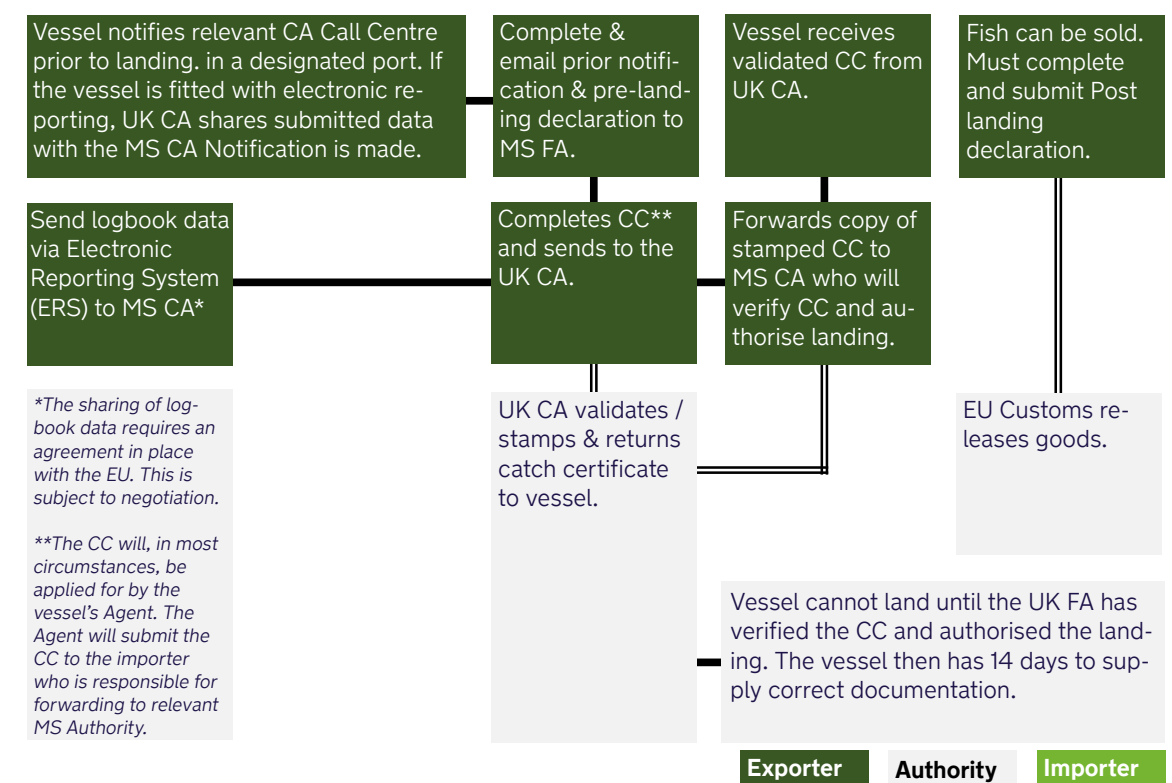 Vessel notifies relevant CA Call Centre
prior to landing. in a designated port. If
the vessel is fitted with electronic re-
porting, UK CA shares submitted data
with the MS CA Notification is made.
Complete &
email prior notifi-
cation & pre-land-
ing declaration to
MS FA.
Vessel receives
validated CC from
UK CA.
Fish can be sold.
Must complete
and submit Post
landing
declaration.
Send logbook data
via Electronic
Reporting System
(ERS) to MS CA*
Completes CC**
and sends to the
UK CA.
Forwards copy of
stamped CC to
MS CA who will
verify CC and au-
thorise landing.
*The sharing of log-
book data requires an
agreement in place
with the EU. This is
subject to negotiation.
**The CC will, in most
circumstances, be
applied for by the
vessel's Agent. The
Agent will submit the
CC to the importer
who is responsible for
forwarding to relevant
MS Authority.
UK CA validates /
stamps & returns
catch certificate
to vessel.
EU Customs re-
leases goods.
Vessel cannot land until the UK FA has
verified the CC and authorised the land-
ing. The vessel then has 14 days to sup-
ply correct documentation.
Exporter
Authority
Importer